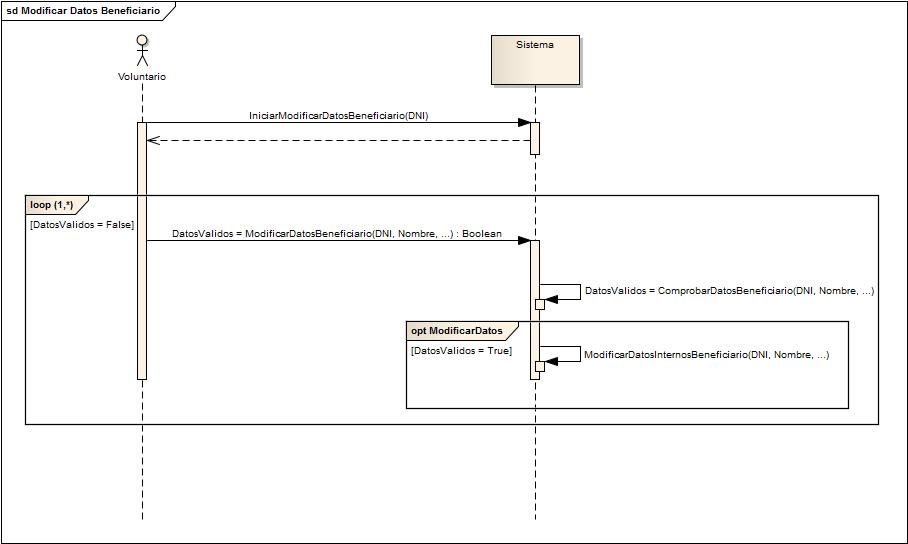 sd Modificar Datos Beneficiario
Voluntario
Sistema
IniciarModificarDatosBeneficiario(DNI)
loop (1,*)
[DatosValidos = False]
DatosValidos = ModificarDatosBeneficiario(DNI, Nombre, ...) : Boolean
DatosValidos = ComprobarDatosBeneficiario(DNI, Nombre, ...)
opt ModificarDatos
[DatosValidos = True]
ModificarDatosInternosBeneficiario(DNI, Nombre, ...)